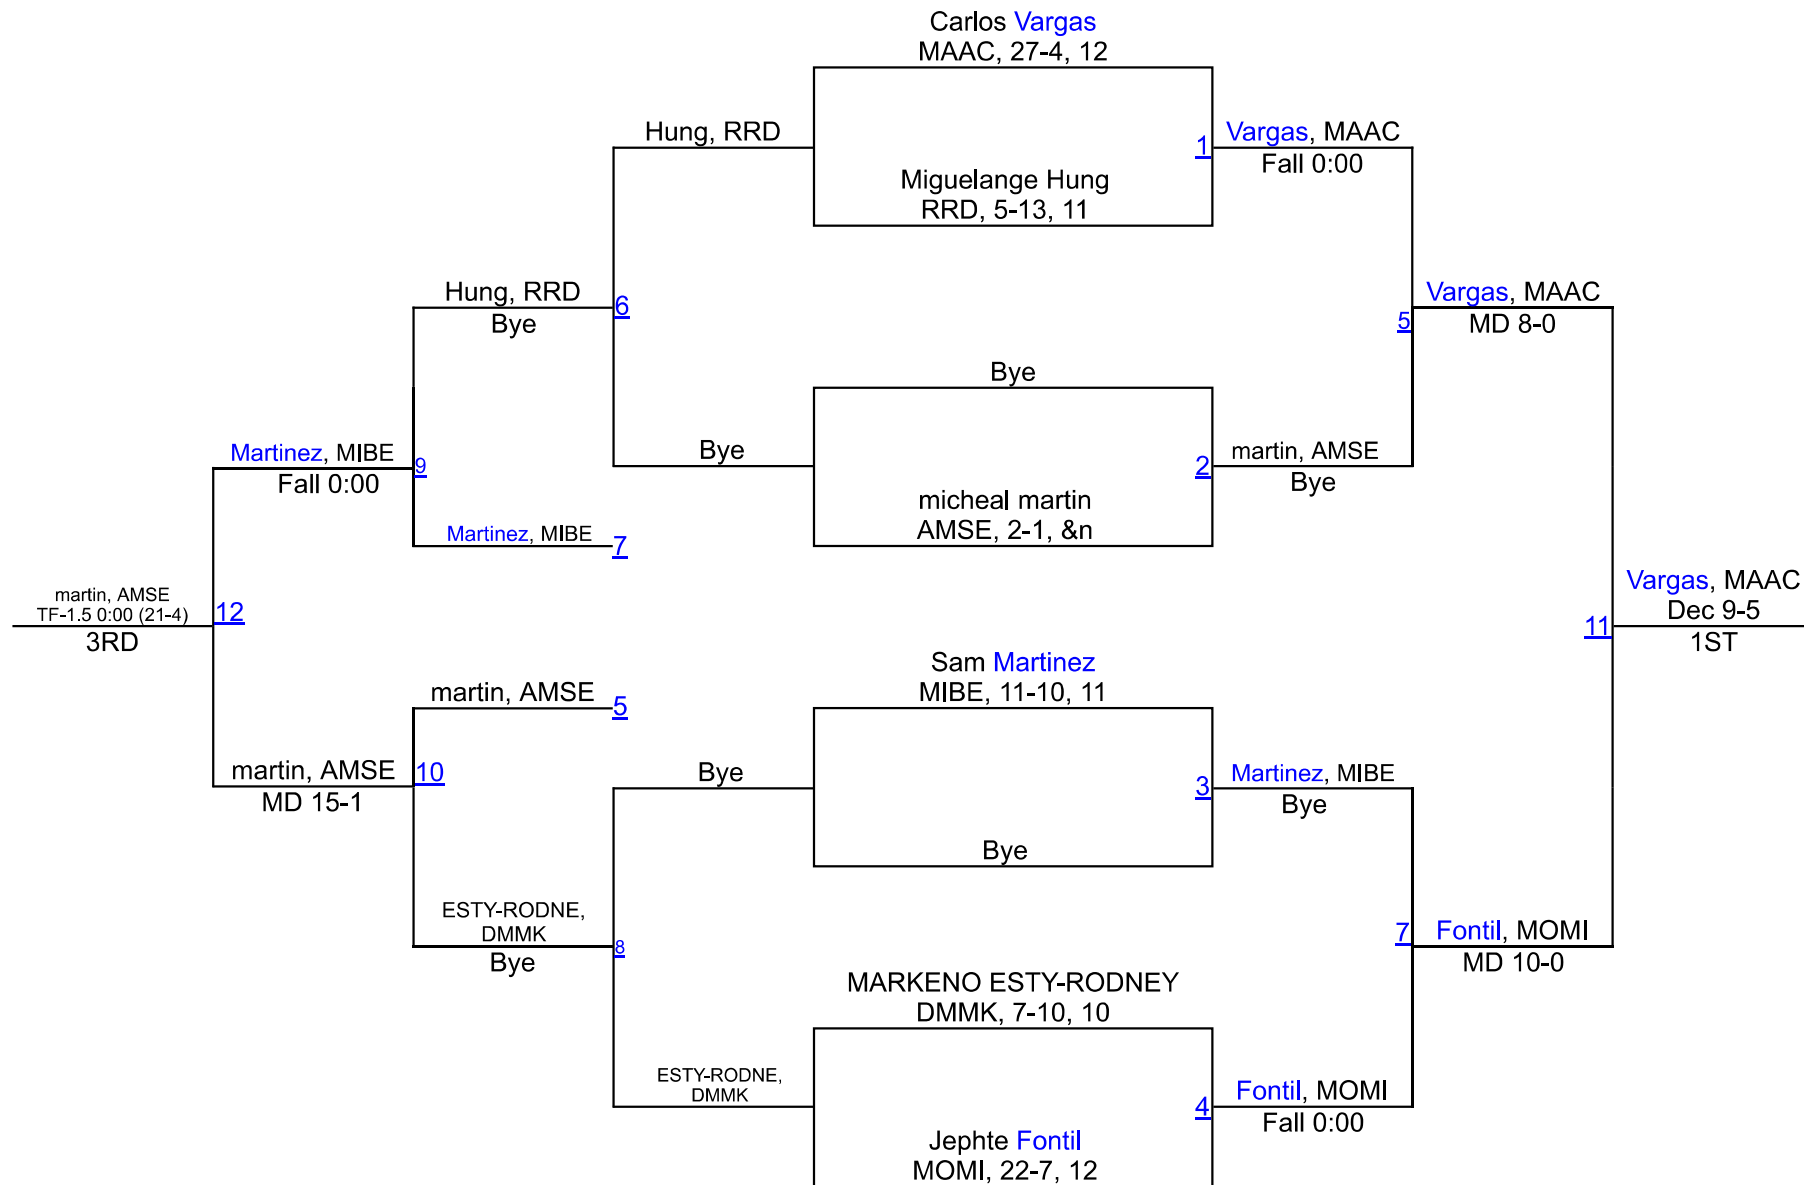 Carlos Vargas
MAAC, 27-4, 12
Hung, RRD
1
Vargas, MAAC
Fall 0:00
Miguelange Hung
RRD, 5-13, 11
Hung, RRD
Bye
6
5
Vargas, MAAC
MD 8-0
Bye
Martinez, MIBE
Fall 0:00
9
Bye
2
martin, AMSE
Bye
micheal martin
AMSE, 2-1, &n
Martinez, MIBE
7
martin, AMSE
TF-1.5 0:00 (21-4)
3RD
12
11
Vargas, MAAC
Dec 9-5
1ST
Sam Martinez
MIBE, 11-10, 11
martin, AMSE
5
martin, AMSE
MD 15-1
10
Bye
3
Martinez, MIBE
Bye
Bye
ESTY-RODNE,
DMMK
Bye
8
7
Fontil, MOMI
MD 10-0
MARKENO ESTY-RODNEY
DMMK, 7-10, 10
ESTY-RODNE,
DMMK
4
Fontil, MOMI
Fall 0:00
Jephte Fontil
MOMI, 22-7, 12